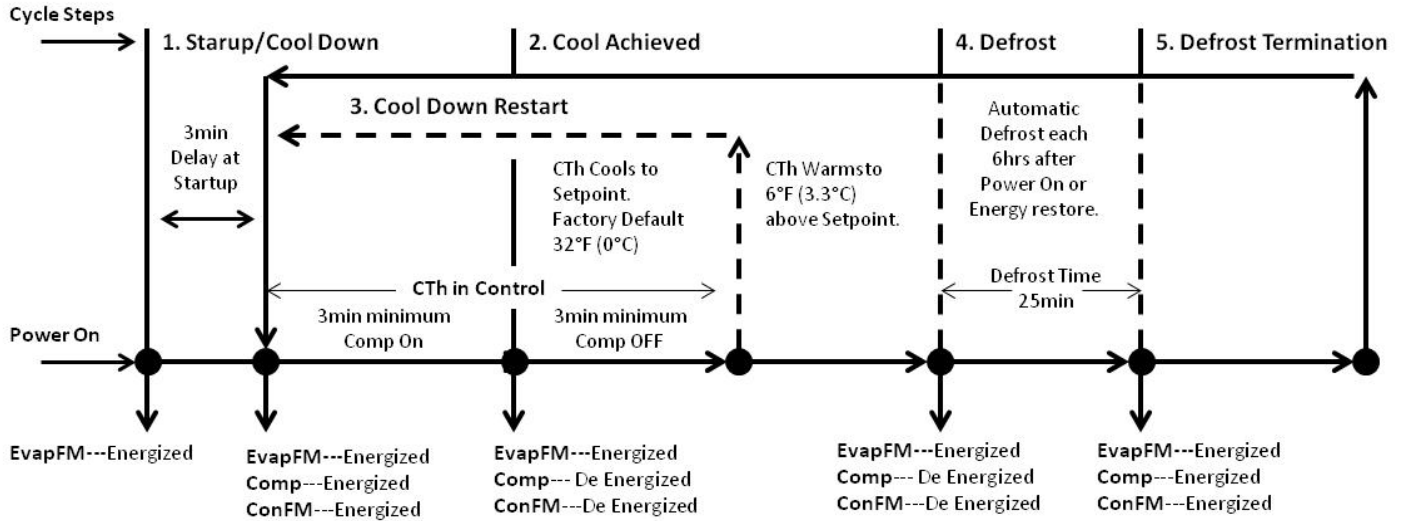 Cycle Steps
1. Starup/Cool Down
2. Cool Achieved
4. Defrost
5. Defrost Termination
3. Cool Down Restart
3min
Delay at
Startup
CTh Cools to
Setpoint.
Factory Default
32°F (0°C)
CTh Warmsto
6°F (3.3°C)
above Setpoint.
Automatic
Defrost each
6hrs after
Power On or
Energy restore.
CTh in Control
3min minimum
Comp On
3min minimum
Comp OFF
Defrost Time
25min
Power On
EvapFM---Energized
EvapFM---Energized
Comp---Energized
ConFM---Energized
EvapFM---Energized
Comp--- De Energized
ConFM---De Energized
EvapFM---Energized
Comp--- De Energized
ConFM---De Energized
EvapFM---Energized
Comp---Energized
ConFM---Energized